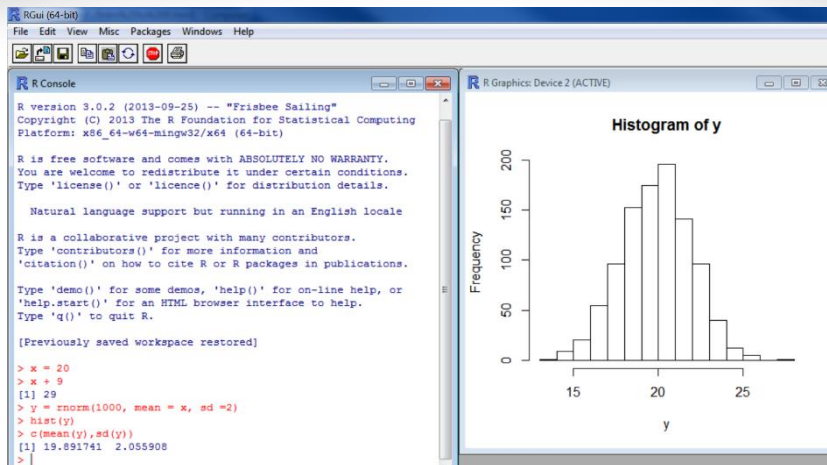 RGui (64-bit)
File Edit View Misc Packages Windows Help
STOP
R Console
R version 3.0.2 (2013-09-25) -- "Frisbee Sailing"
Copyright (C) 2013 The R Foundation for Statistical Computing
Platform: x86_64-w64-mingw32/x64 (64-bit)
R is free software and comes with ABSOLUTELY NO WARRANTY.
You are welcome to redistribute it under certain conditions.
Type 'license()' or 'licence()' for distribution details.
Natural language support but running in an English locale
R is a collaborative project with many contributors.
Type 'contributors()' for more information and
'citation()' on how to cite R or R packages in publications.
Type 'demo()' for some demos, 'help()' for on-line help, or
'help.start()' for an HTML browser interface to help.
Type 'q()' to quit R.
[Previously saved workspace restored]
> x = 20
> x + 9
[1] 29
> y = rnorm(1000, mean = x, sd =2)
> hist(y)
> c(mean(y),sd(y))
[1] 19.891741 2.055908
>
R Graphics: Device 2 (ACTIVE)
Histogram of y
Frequency
200
150
100
50
0
15 20 25
y